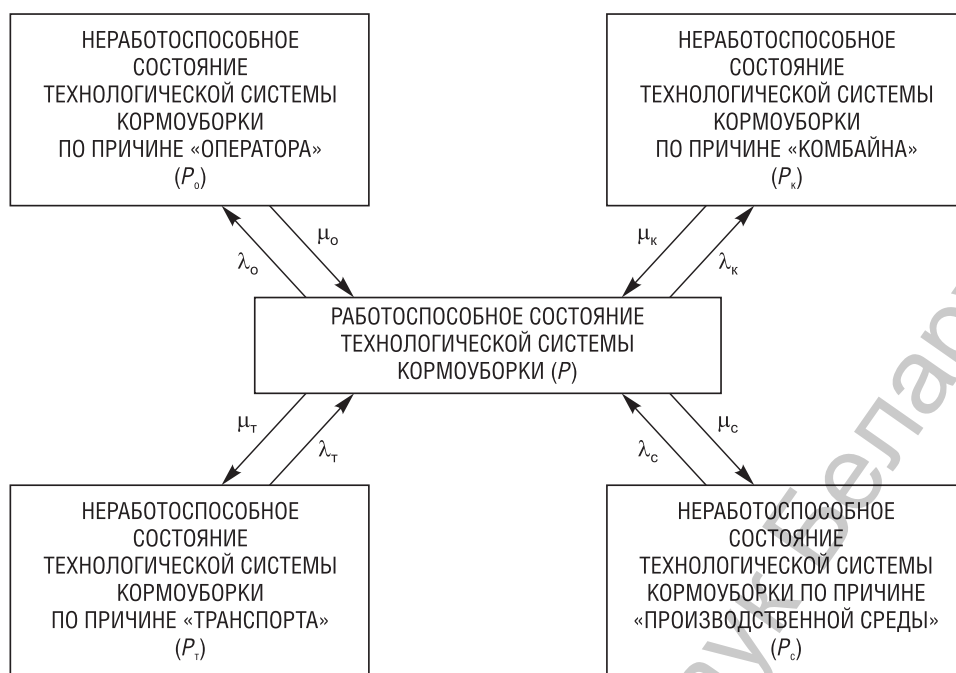 НЕРАБОТОСПОСОБНОЕ
СОСТОЯНИЕ
ТЕХНОЛОГИЧЕСКОЙ СИСТЕМЫ
КОРМОУБОРКИ
ПО ПРИЧИНЕ «ОПЕРАТОРА»
(Pо)
НЕРАБОТОСПОСОБНОЕ
СОСТОЯНИЕ
ТЕХНОЛОГИЧЕСКОЙ СИСТЕМЫ
КОРМОУБОРКИ
ПО ПРИЧИНЕ «КОМБАЙНА»
(Pк)
μо
λо
μк
λк
РАБОТОСПОСОБНОЕ СОСТОЯНИЕ
ТЕХНОЛОГИЧЕСКОЙ СИСТЕМЫ
КОРМОУБОРКИ (P)
μт
λт
λс
μс
НЕРАБОТОСПОСОБНОЕ
СОСТОЯНИЕ
ТЕХНОЛОГИЧЕСКОЙ СИСТЕМЫ
КОРМОУБОРКИ
ПО ПРИЧИНЕ «ТРАНСПОРТА»
(Pт)
НЕРАБОТОСПОСОБНОЕ
СОСТОЯНИЕ
ТЕХНОЛОГИЧЕСКОЙ СИСТЕМЫ
КОРМОУБОРКИ ПО ПРИЧИНЕ
«ПРОИЗВОДСТВЕННОЙ СРЕДЫ»
(Pс)